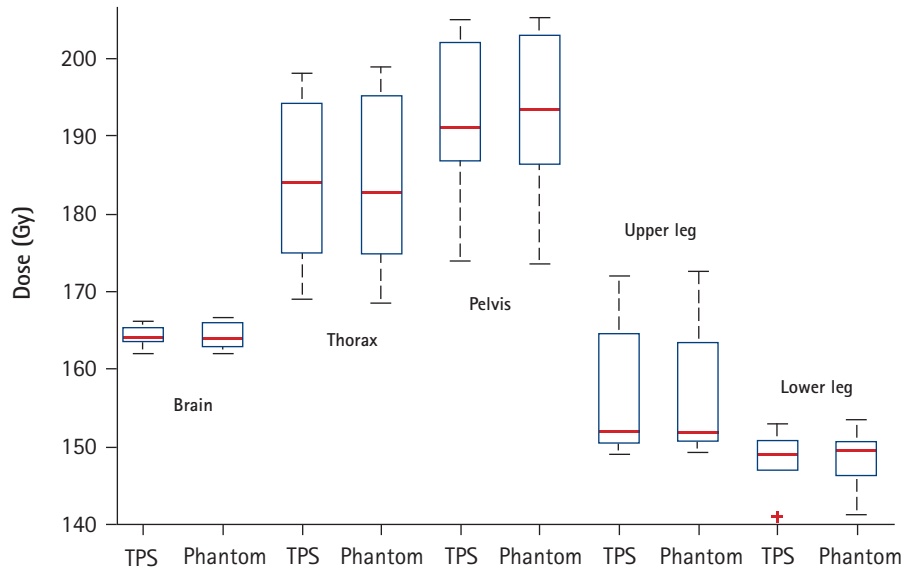 Dose (Gy)
200
190
180
170
160
150
140
Brain
Thorax
Pelvis
Upper leg
Lower leg
TPS Phantom TPS Phantom TPS Phantom TPS Phantom TPS Phantom